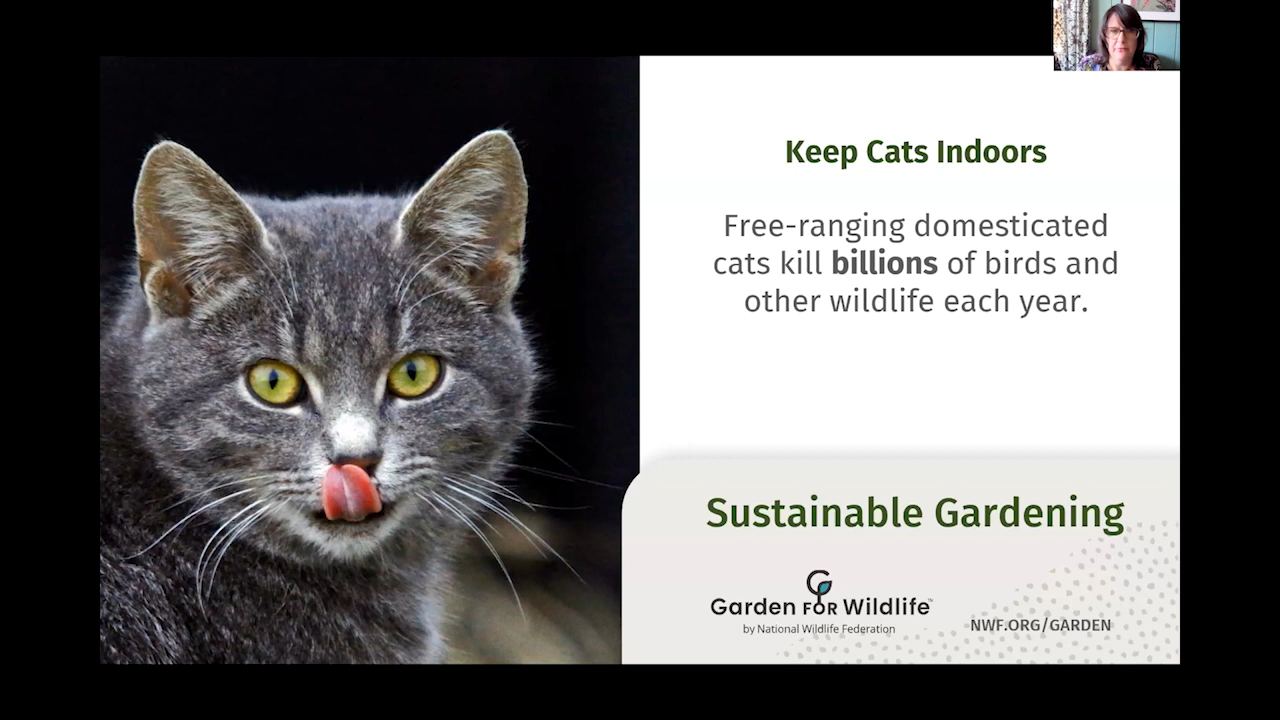 Keep Cats Indoors
Free-ranging domesticated
cats kill billions of birds and
other wildlife each year.
Sustainable Gardening
Garden FOR Wildlife™
by National Wildlife Federation
NWF.ORG/GARDEN